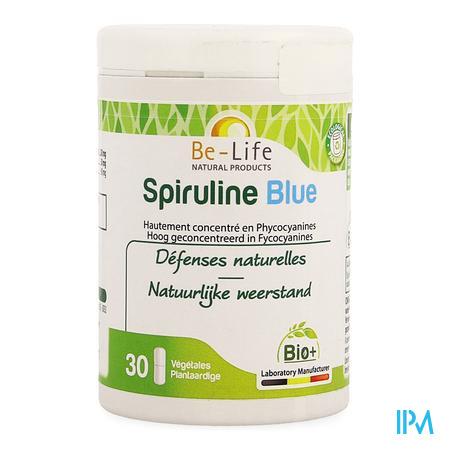 Be-Life
NATURAL PRODUCTS
Spiruline Blue
Hautement concentré en Phycocyanines
Hoog geconcentreerd in Fycocyanines
Défenses naturelles
Natuurlijke weerstand
30 Végétales
Plantaardige
Bio+
Laboratory Manufacturer
IPM